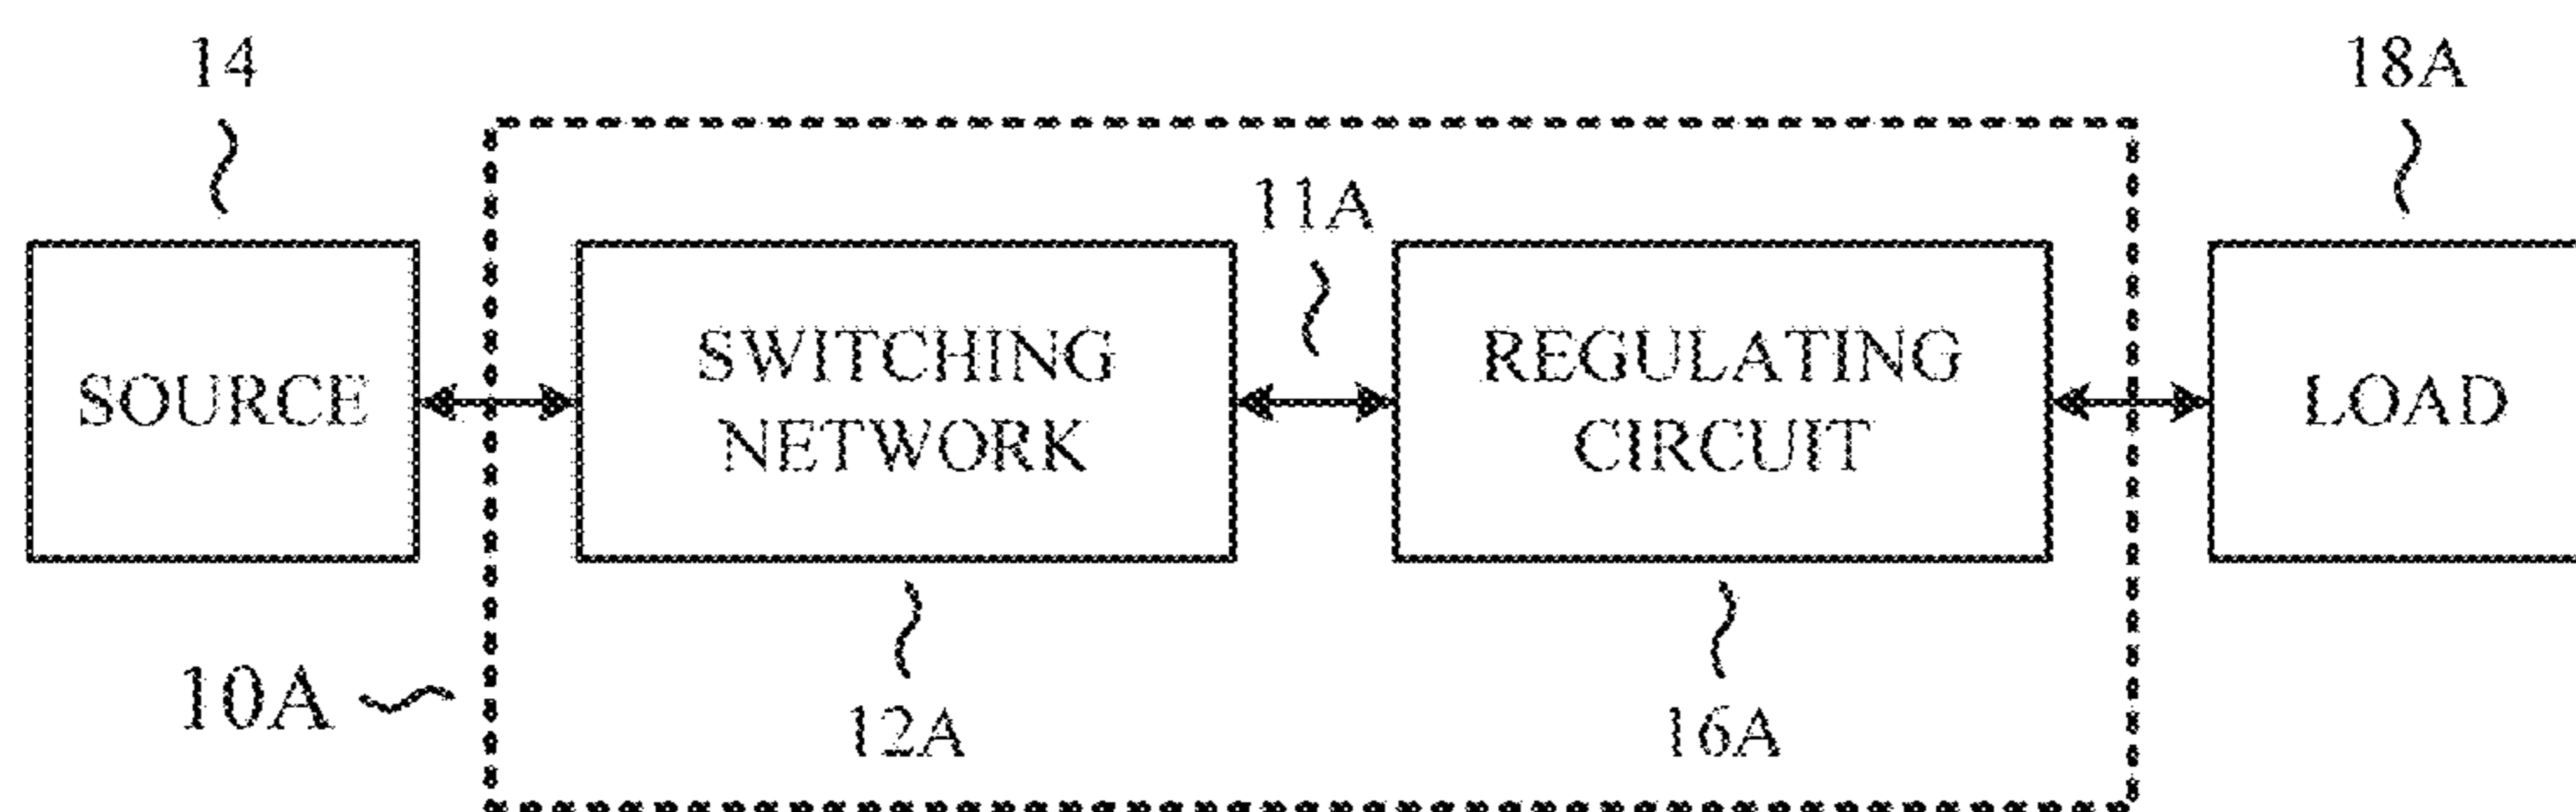 14
18A
11A
SOURCE
SWITCHING
NETWORK
REGULATING
CIRCUIT
LOAD
10A
12A
16A